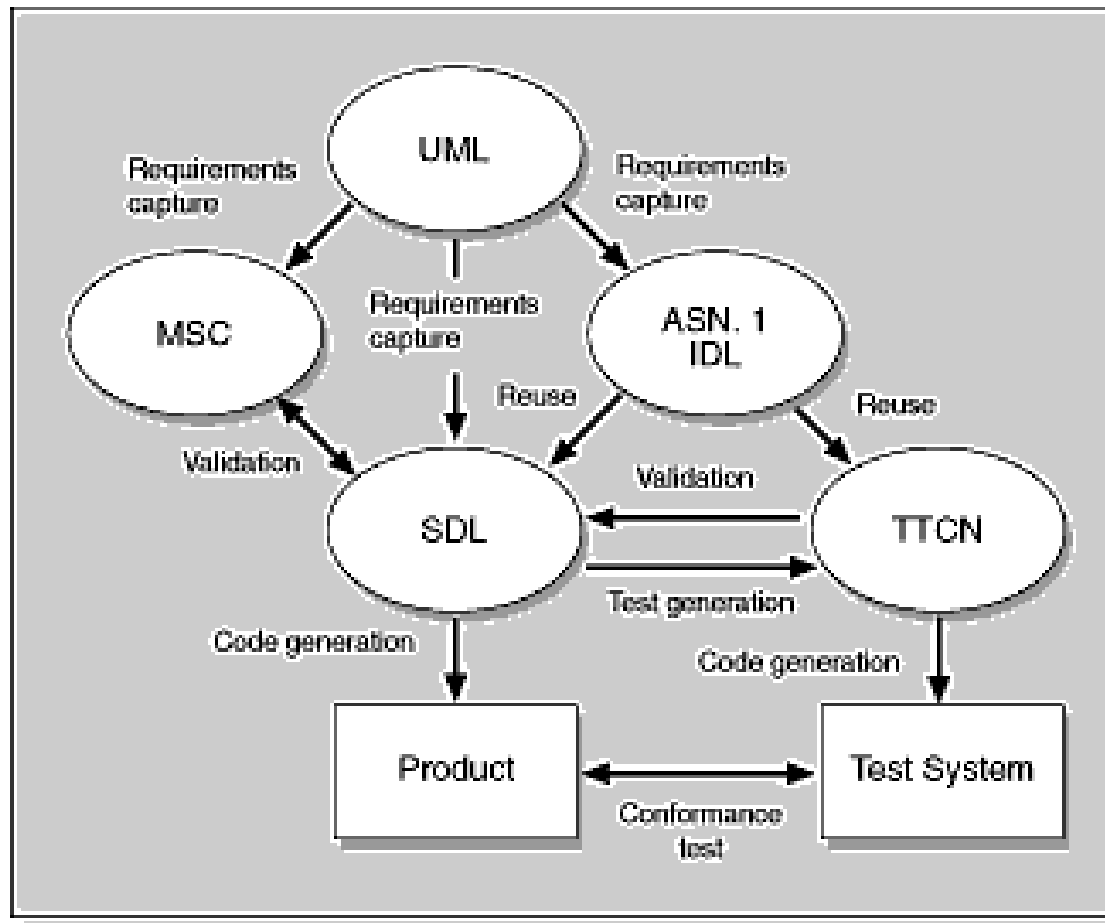 UML
Requirements
capture
Requirements
capture
MSC
Requirements
capture
ASN. 1
IDL
Reuse
Reuse
Validation
Validation
SDL
TTCN
Test generation
Code generation
Code generation
Product
Test System
Conformance
test